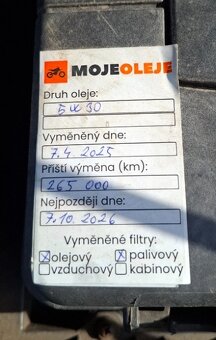 MOJEOLEJE
Druh oleje:
5W30
Vyměněný dne:
7.4. 2025
Příští výměna (km):
265 000
Nejpozději dne:
7.10. 2026
Vyměněné filtry:
x olejový x palivový
vzduchový kabinový